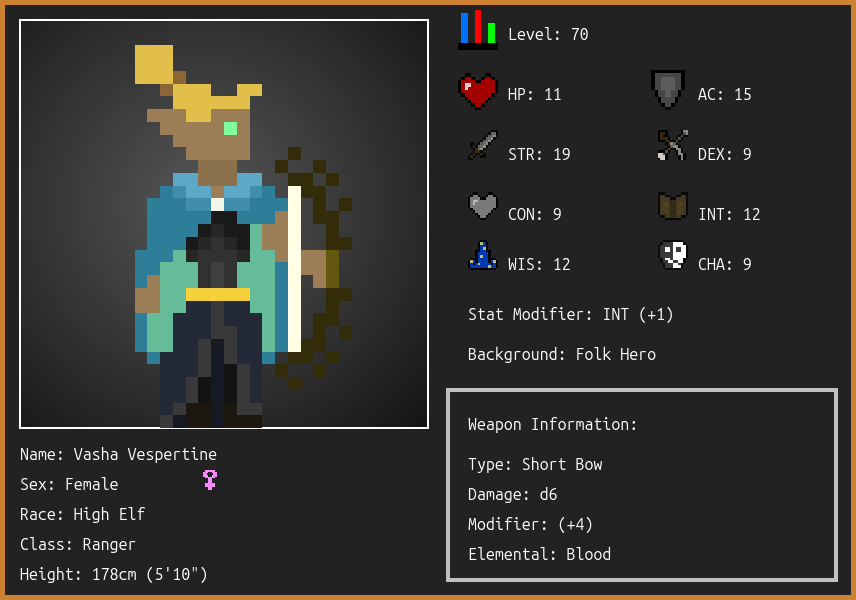 Level: 70
HP: 11
AC: 15
STR: 19
DEX: 9
CON: 9
INT: 12
WIS: 12
CHA: 9
Stat Modifier: INT (+1)
Background: Folk Hero
Name: Vasha Vespertine
Sex: Female
Race: High Elf
Class: Ranger
Height: 178cm (5'10")
Weapon Information:
Type: Short Bow
Damage: d6
Modifier: (+4)
Elemental: Blood